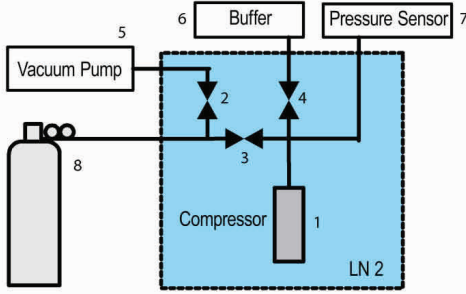 6 Buffer Pressure Sensor 7
5
Vacuum Pump
2 4
3
8
Compressor 1
LN 2